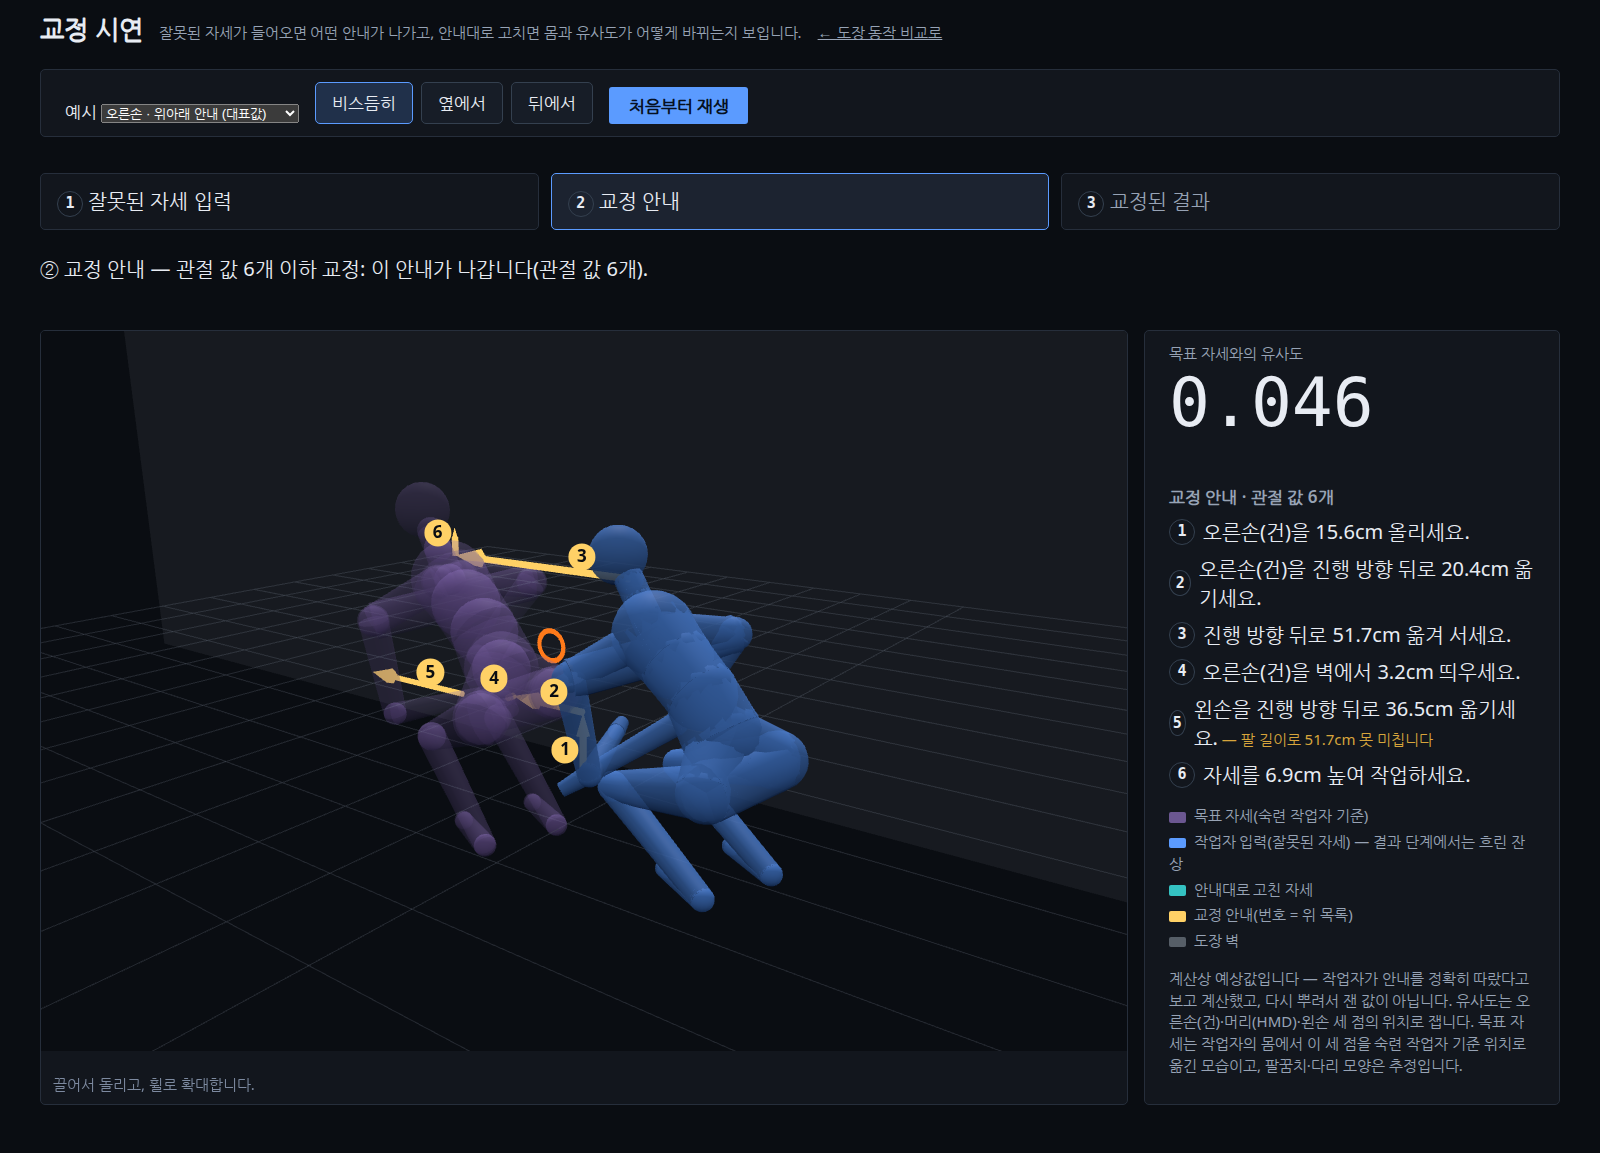 교정 시연 잘못된 자세가 들어오면 어떤 안내가 나가고, 안내대로 고치면 몸과 유사도가 어떻게 바뀌는지 보입니다. ← 도장 동작 비교로
예시 오른손 · 위아래 안내 (대표값) 비스듬히 옆에서 뒤에서 처음부터 재생
1 잘못된 자세 입력
2 교정 안내
3 교정된 결과
② 교정 안내 — 관절 값 6개 이하 교정: 이 안내가 나갑니다(관절 값 6개).
6
3
5
4
2
1
끌어서 돌리고, 휠로 확대합니다.
목표 자세와의 유사도
0.046
교정 안내 · 관절 값 6개
1 오른손(건)을 15.6cm 올리세요.
2 오른손(건)을 진행 방향 뒤로 20.4cm 옮
기세요.
3 진행 방향 뒤로 51.7cm 옮겨 서세요.
4 오른손(건)을 벽에서 3.2cm 띄우세요.
5 왼손을 진행 방향 뒤로 36.5cm 옮기세
요. — 팔 길이로 51.7cm 못 미칩니다
6 자세를 6.9cm 높여 작업하세요.
목표 자세(숙련 작업자 기준)
작업자 입력(잘못된 자세) — 결과 단계에서는 흐린 잔
상
안내대로 고친 자세
교정 안내(번호 = 위 목록)
도장 벽
계산상 예상값입니다 — 작업자가 안내를 정확히 따랐다고
보고 계산했고, 다시 뿌려서 잰 값이 아닙니다. 유사도는 오
른손(건)·머리(HMD)·왼손 세 점의 위치로 잽니다. 목표 자
세는 작업자의 몸에서 이 세 점을 숙련 작업자 기준 위치로
옮긴 모습이고, 팔꿈치·다리 모양은 추정입니다.